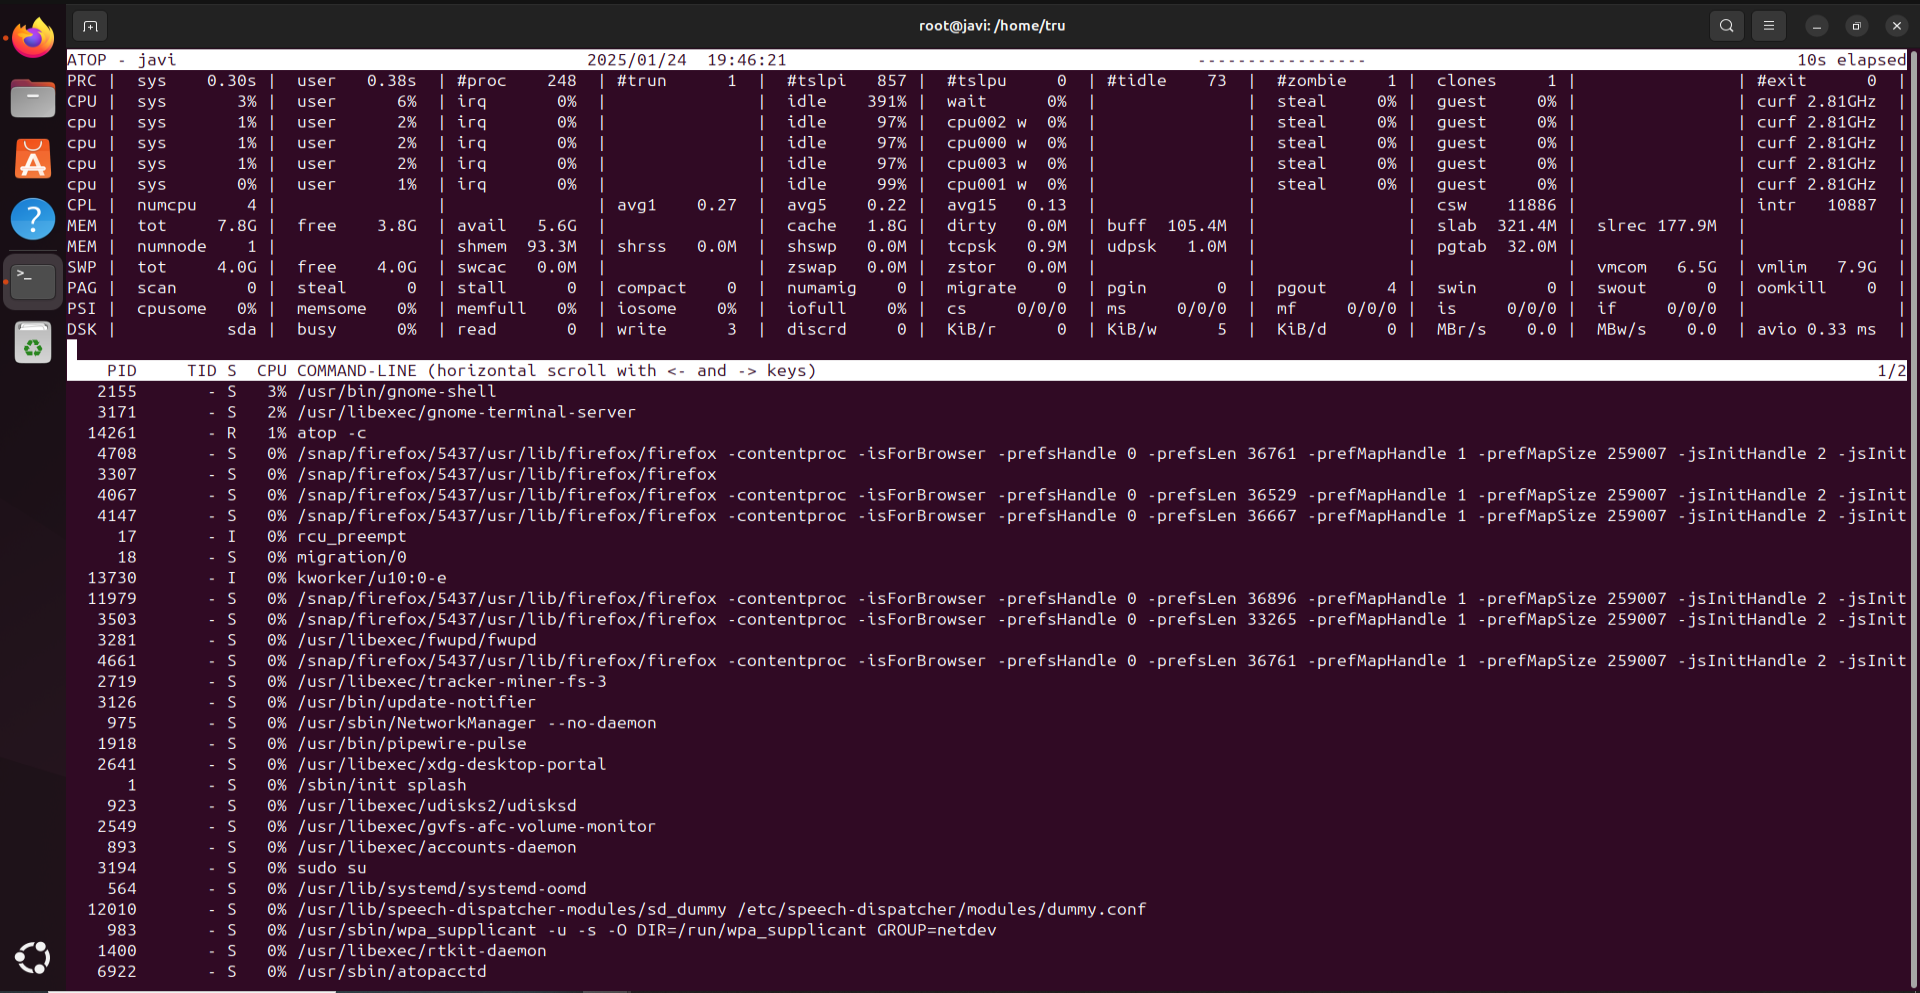 root@javi: /home/tru
ATOP - javi 2025/01/24 19:46:21 ----------------- 10s elapsed
PRC | sys 0.30s | user 0.38s | #proc 248 | #trun 1 | #tslpi 857 | #tslpu 0 | #tidle 73 | #zombie 1 | clones 1 | | #exit 0 |
CPU | sys 3% | user 6% | irq 0% | | idle 391% | wait 0% | | steal 0% | guest 0% | | curf 2.81GHz |
cpu | sys 1% | user 2% | irq 0% | | idle 97% | cpu002 w 0% | | steal 0% | guest 0% | | curf 2.81GHz |
cpu | sys 1% | user 2% | irq 0% | | idle 97% | cpu000 w 0% | | steal 0% | guest 0% | | curf 2.81GHz |
cpu | sys 1% | user 2% | irq 0% | | idle 97% | cpu003 w 0% | | steal 0% | guest 0% | | curf 2.81GHz |
cpu | sys 0% | user 1% | irq 0% | | idle 99% | cpu001 w 0% | | steal 0% | guest 0% | | curf 2.81GHz |
CPL | numcpu 4 | | | avg1 0.27 | avg5 0.22 | avg15 0.13 | | | csw 11886 | | intr 10887 |
MEM | tot 7.8G | free 3.8G | avail 5.6G | | cache 1.8G | dirty 0.0M | buff 105.4M | | slab 321.4M | slrec 177.9M | |
MEM | numnode 1 | | shmem 93.3M | shrss 0.0M | shswp 0.0M | tcpsk 0.9M | udpsk 1.0M | | pgtab 32.0M | | |
SWP | tot 4.0G | free 4.0G | swcac 0.0M | | zswap 0.0M | zstor 0.0M | | | | vmcom 6.5G | vmlim 7.9G |
PAG | scan 0 | steal 0 | stall 0 | compact 0 | numamig 0 | migrate 0 | pgin 0 | pgout 4 | swin 0 | swout 0 | oomkill 0 |
PSI | cpusome 0% | memsome 0% | memfull 0% | iosome 0% | iofull 0% | cs 0/0/0 | ms 0/0/0 | mf 0/0/0 | is 0/0/0 | if 0/0/0 | |
DSK | sda | busy 0% | read 0 | write 3 | discrd 0 | KiB/r 0 | KiB/w 5 | KiB/d 0 | MBr/s 0.0 | MBw/s 0.0 | avio 0.33 ms |
PID TID S CPU COMMAND-LINE (horizontal scroll with <- and -> keys) 1/2
2155 - S 3% /usr/bin/gnome-shell
3171 - S 2% /usr/libexec/gnome-terminal-server
14261 - R 1% atop -c
4708 - S 0% /snap/firefox/5437/usr/lib/firefox/firefox -contentproc -isForBrowser -prefsHandle 0 -prefsLen 36761 -prefMapHandle 1 -prefMapSize 259007 -jsInitHandle 2 -jsInit
3307 - S 0% /snap/firefox/5437/usr/lib/firefox/firefox
4067 - S 0% /snap/firefox/5437/usr/lib/firefox/firefox -contentproc -isForBrowser -prefsHandle 0 -prefsLen 36529 -prefMapHandle 1 -prefMapSize 259007 -jsInitHandle 2 -jsInit
4147 - S 0% /snap/firefox/5437/usr/lib/firefox/firefox -contentproc -isForBrowser -prefsHandle 0 -prefsLen 36667 -prefMapHandle 1 -prefMapSize 259007 -jsInitHandle 2 -jsInit
17 - I 0% rcu_preempt
18 - S 0% migration/0
13730 - I 0% kworker/u10:0-e
11979 - S 0% /snap/firefox/5437/usr/lib/firefox/firefox -contentproc -isForBrowser -prefsHandle 0 -prefsLen 36896 -prefMapHandle 1 -prefMapSize 259007 -jsInitHandle 2 -jsInit
3503 - S 0% /snap/firefox/5437/usr/lib/firefox/firefox -contentproc -isForBrowser -prefsHandle 0 -prefsLen 33265 -prefMapHandle 1 -prefMapSize 259007 -jsInitHandle 2 -jsInit
3281 - S 0% /usr/libexec/fwupd/fwupd
4661 - S 0% /snap/firefox/5437/usr/lib/firefox/firefox -contentproc -isForBrowser -prefsHandle 0 -prefsLen 36761 -prefMapHandle 1 -prefMapSize 259007 -jsInitHandle 2 -jsInit
2719 - S 0% /usr/libexec/tracker-miner-fs-3
3126 - S 0% /usr/bin/update-notifier
975 - S 0% /usr/sbin/NetworkManager --no-daemon
1918 - S 0% /usr/bin/pipewire-pulse
2641 - S 0% /usr/libexec/xdg-desktop-portal
1 - S 0% /sbin/init splash
923 - S 0% /usr/libexec/udisks2/udisksd
2549 - S 0% /usr/libexec/gvfs-afc-volume-monitor
893 - S 0% /usr/libexec/accounts-daemon
3194 - S 0% sudo su
564 - S 0% /usr/lib/systemd/systemd-oomd
12010 - S 0% /usr/lib/speech-dispatcher-modules/sd_dummy /etc/speech-dispatcher/modules/dummy.conf
983 - S 0% /usr/sbin/wpa_supplicant -u -s -O DIR=/run/wpa_supplicant GROUP=netdev
1400 - S 0% /usr/libexec/rtkit-daemon
6922 - S 0% /usr/sbin/atopacctd